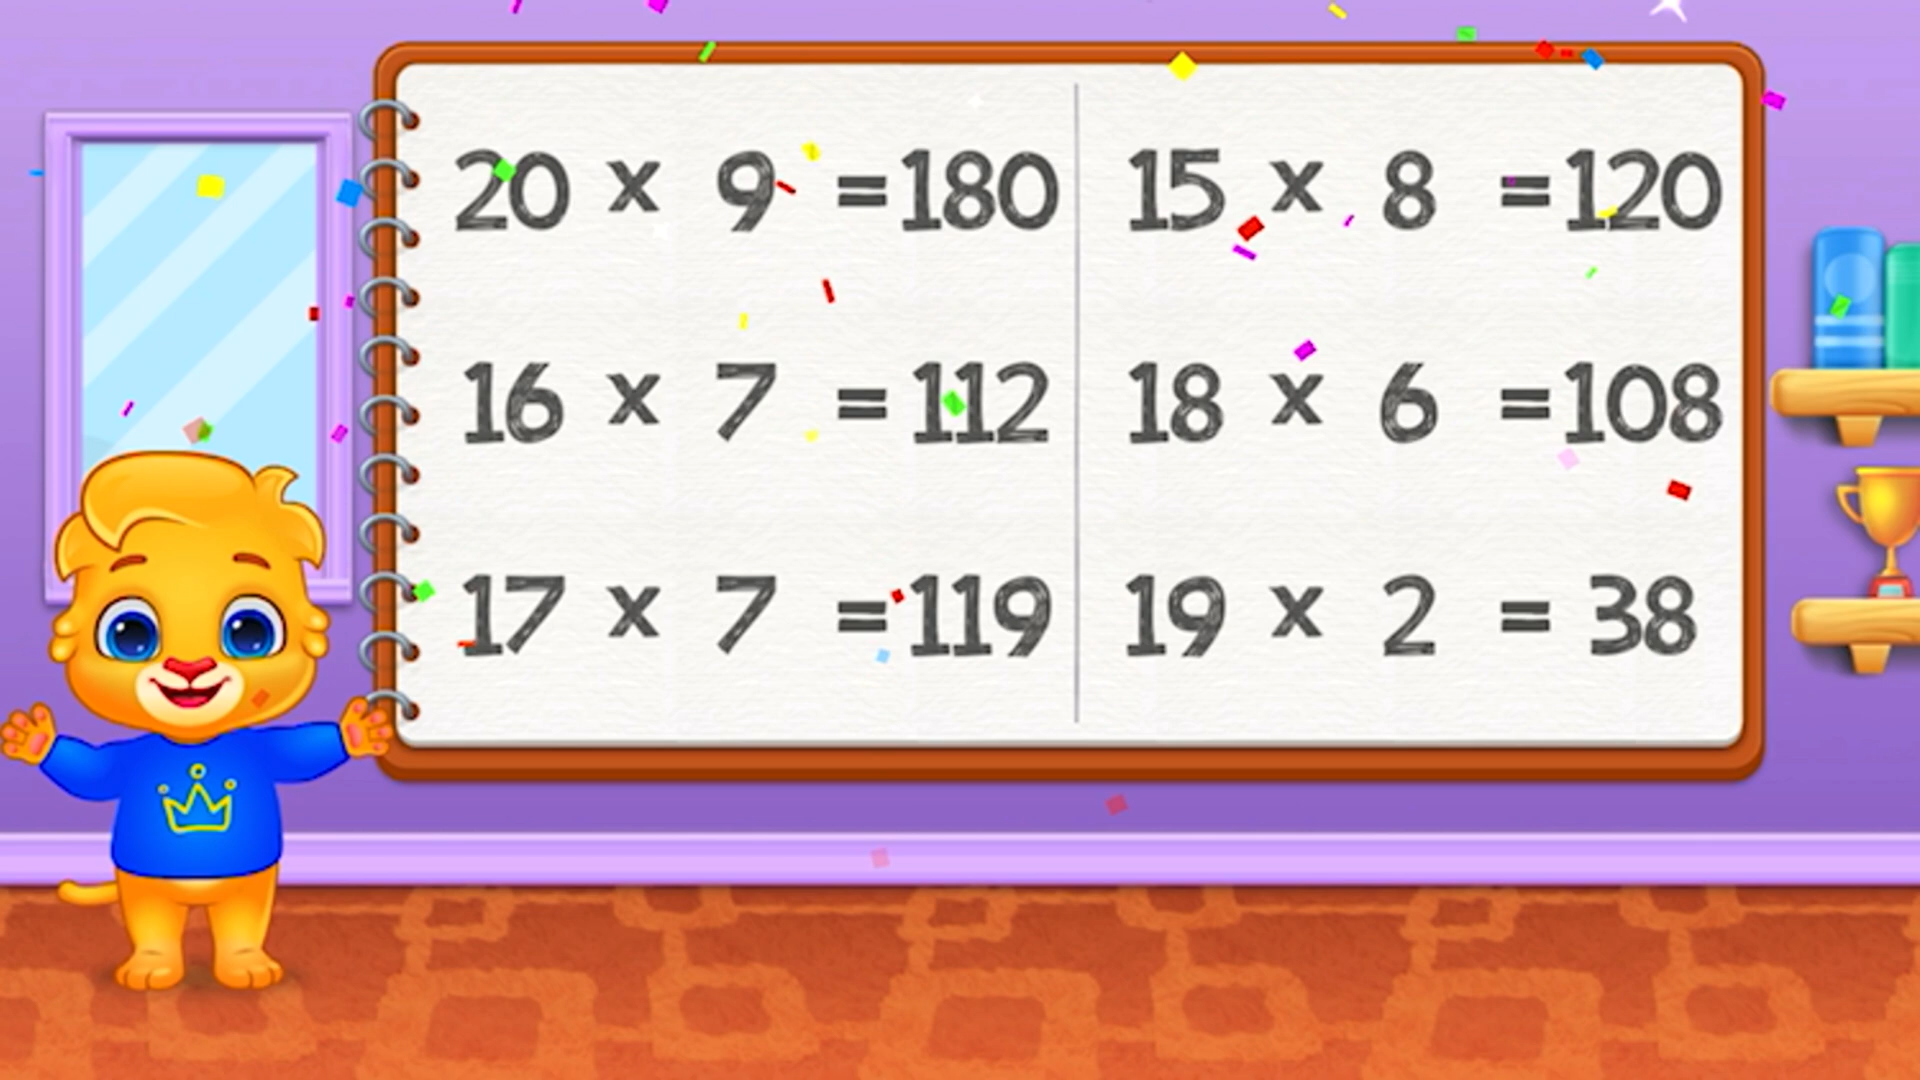 20 x 9 =180
16 x 7 = 112
17 x 7 =119
15 x 8 =120
18 x 6 =108
19 x 2 = 38